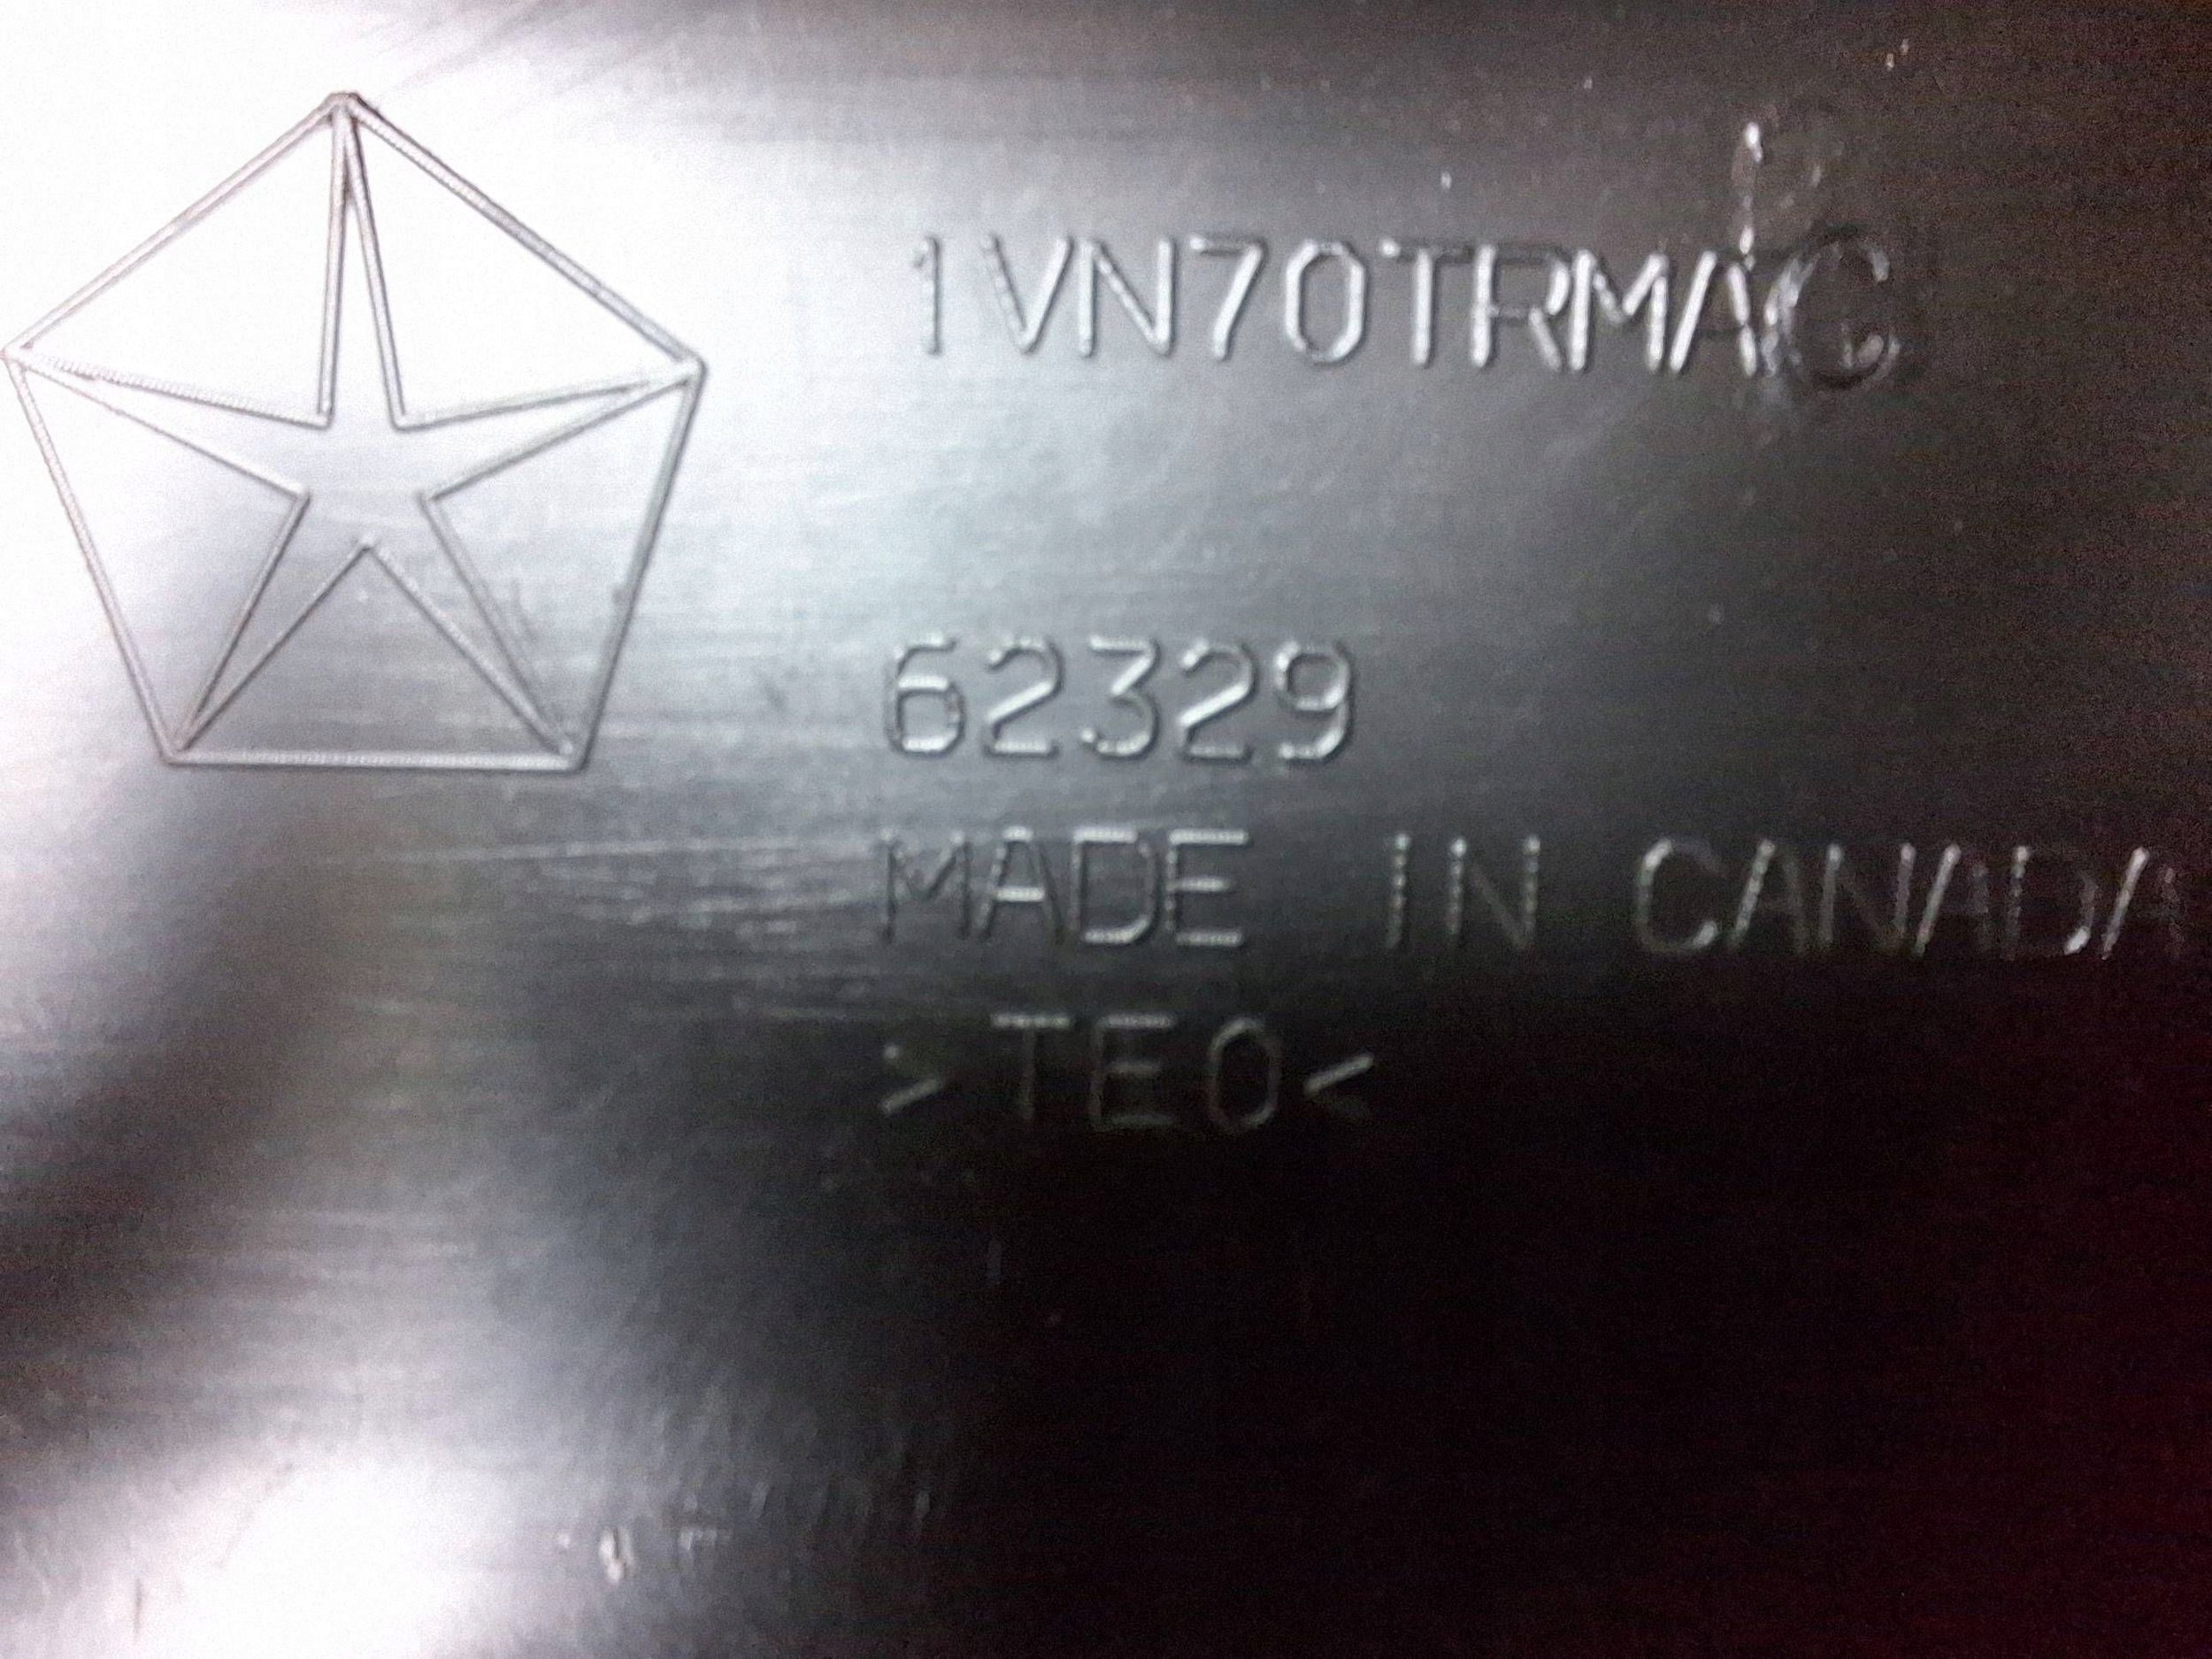 1VN70TRMAC
62329
MADE IN CANADA
>TEO<